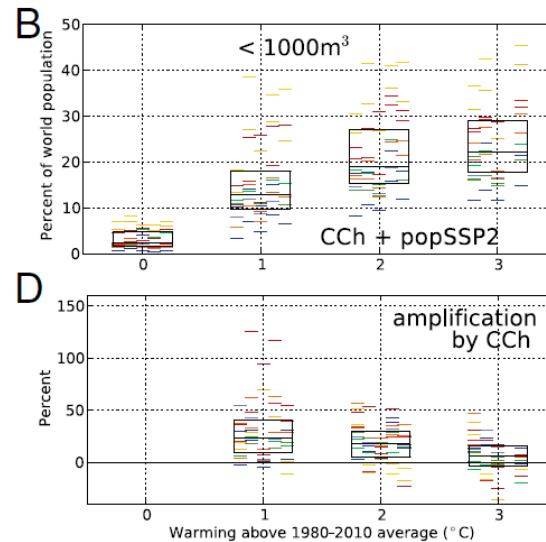 B
Percent of world population
50
40
30
20
10
0
< 1000m³
CCh + popSSP2
0 1 2 3
D
Percent
150
100
50
0
amplification
by CCh
0 1 2 3
Warming above 1980–2010 average (°C)